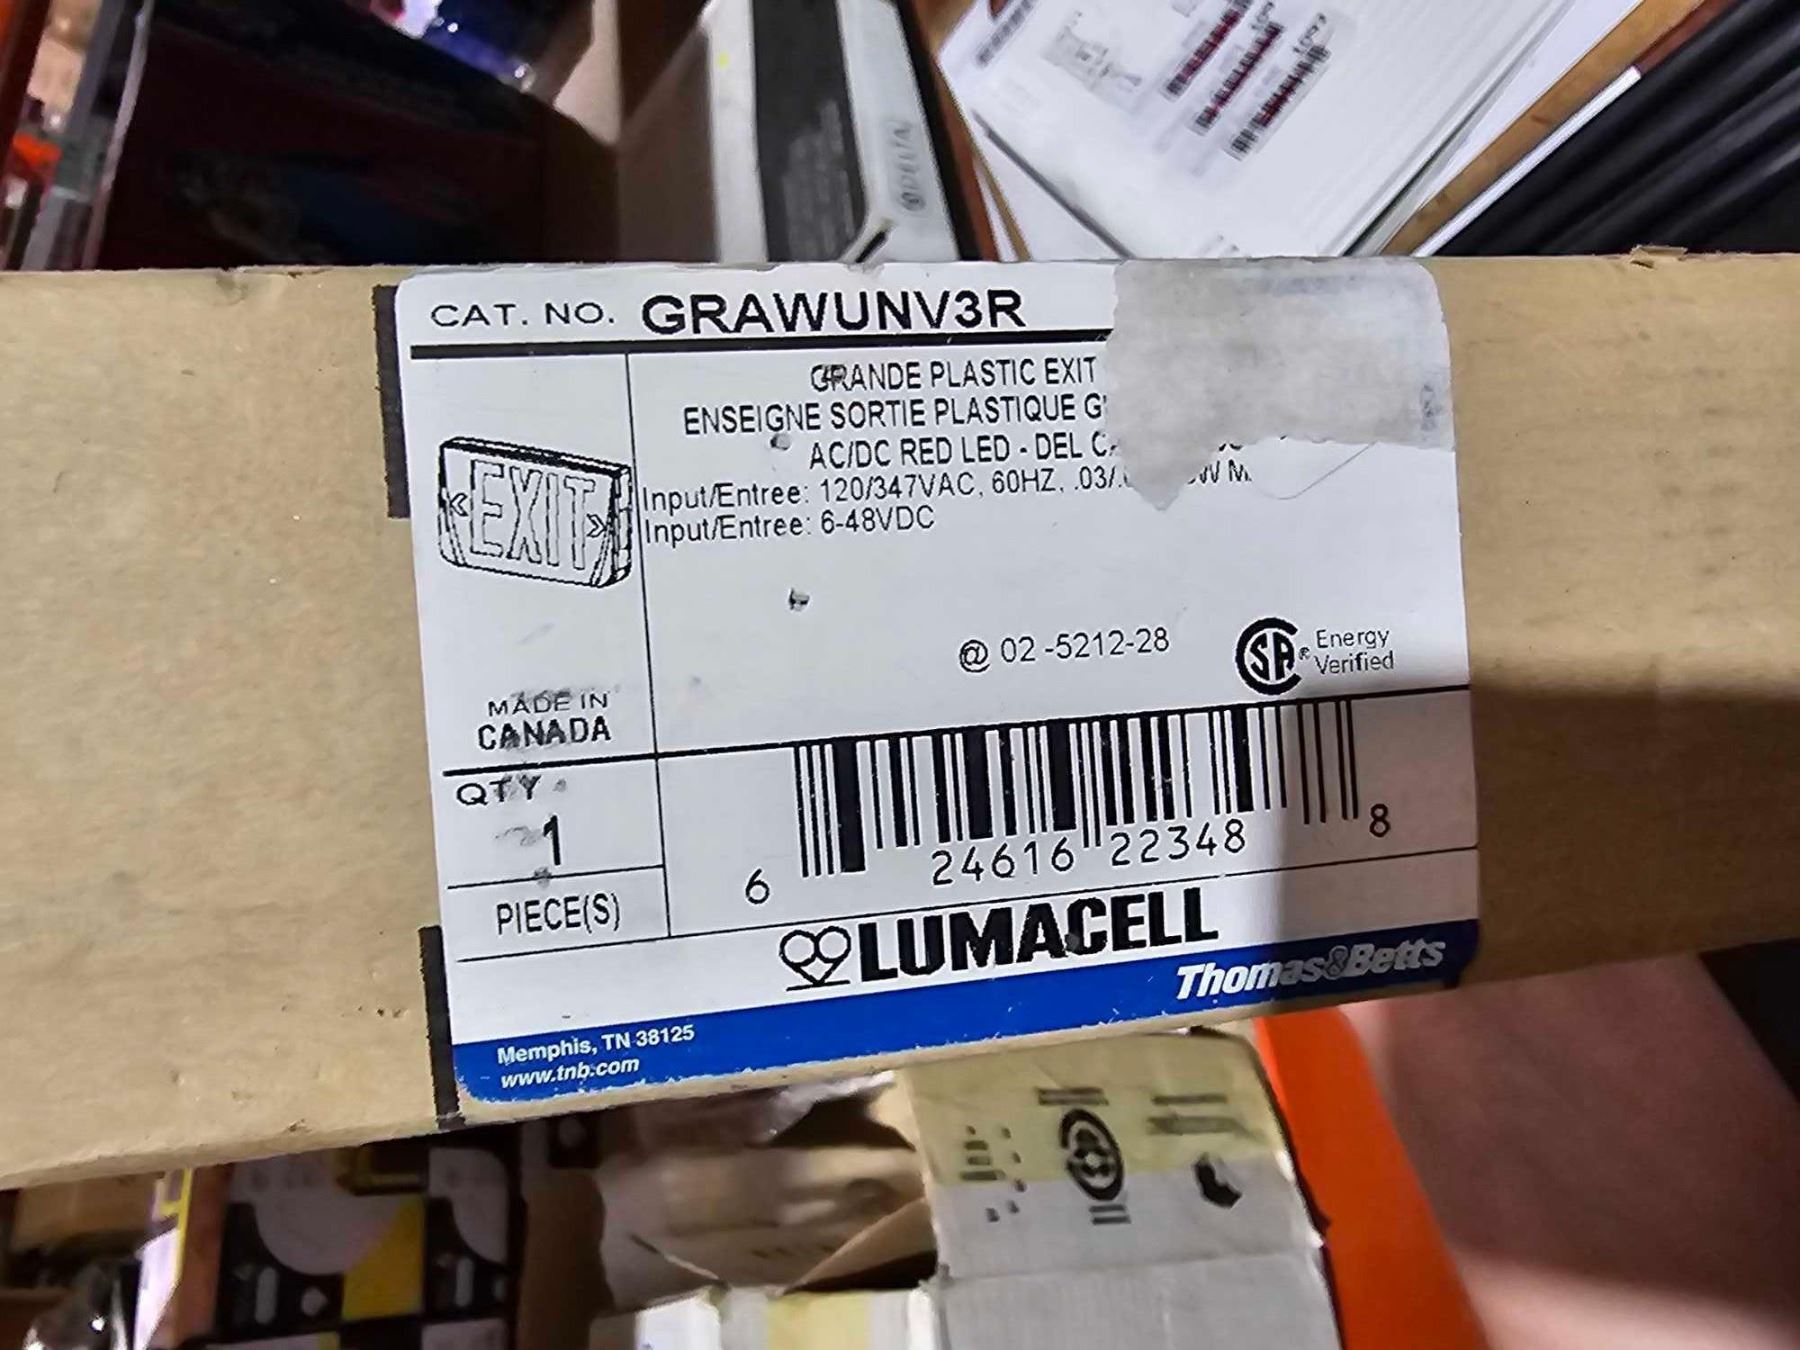 CAT. NO. GRAWUNV3R
GRANDE PLASTIC EXIT
ENSEIGNE SORTIE PLASTIQUE
AC/DC RED LED - DEL
Input/Entree: 120/347VAC, 60HZ,
Input/Entree: 6-48VDC
EXIT
@ 02 -5212-28
Energy
Verified
MADE IN
CANADA
QTY
1
PIECE(S)
6 24616 22348 8
LUMACELL
Thomas&Betts
Memphis, TN 38125
www.tnb.com
DELTA